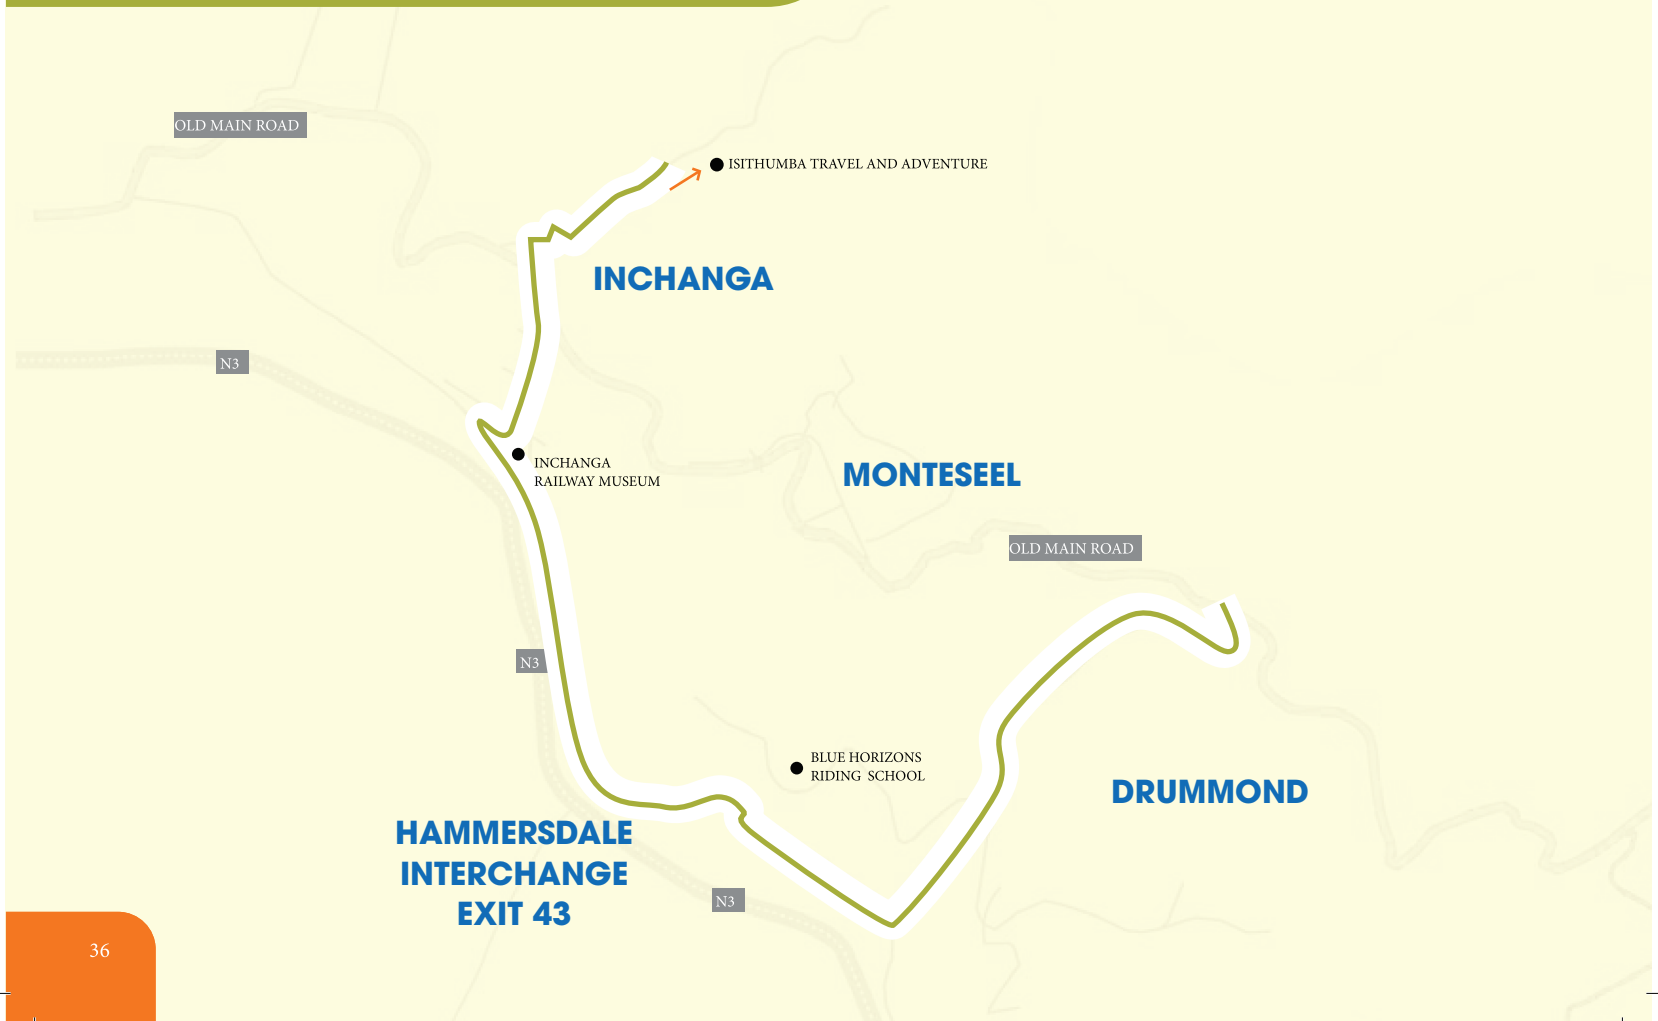 OLD MAIN ROAD
ISITHUMBA TRAVEL AND ADVENTURE
INCHANGA
N3
INCHANGA
RAILWAY MUSEUM
MONTESEEL
OLD MAIN ROAD
N3
BLUE HORIZONS
RIDING SCHOOL
DRUMMOND
HAMMERSDALE
INTERCHANGE
EXIT 43
N3
36